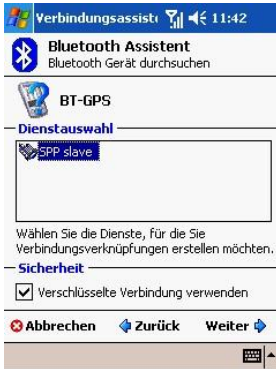 Verbindungsassiste 11:42
Bluetooth Assistent
Bluetooth Gerät durchsuchen
BT-GPS
Dienstauswahl
SPP slave
Wählen Sie die Dienste, für die Sie
Verbindungsverknüpfungen erstellen möchten.
Sicherheit
Verschlüsselte Verbindung verwenden
Abbrechen Zurück Weiter